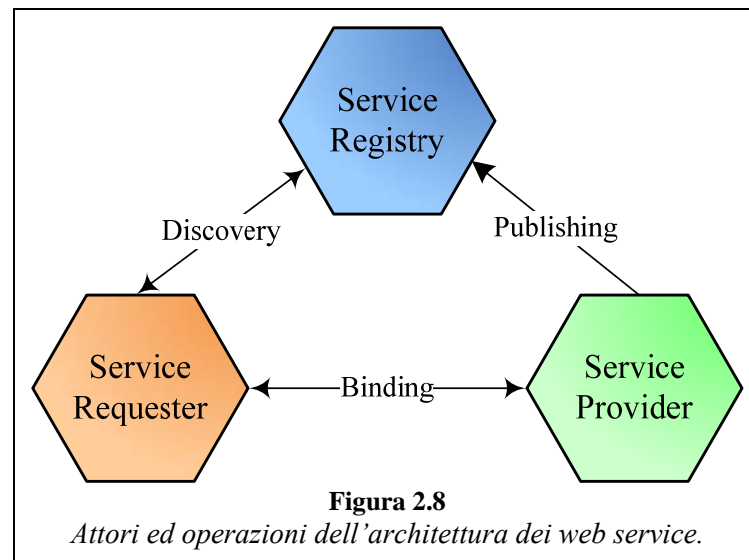 Service
Registry
Discovery
Publishing
Service
Requester
Binding
Service
Provider
Figura 2.8
Attori ed operazioni dell’architettura dei web service.